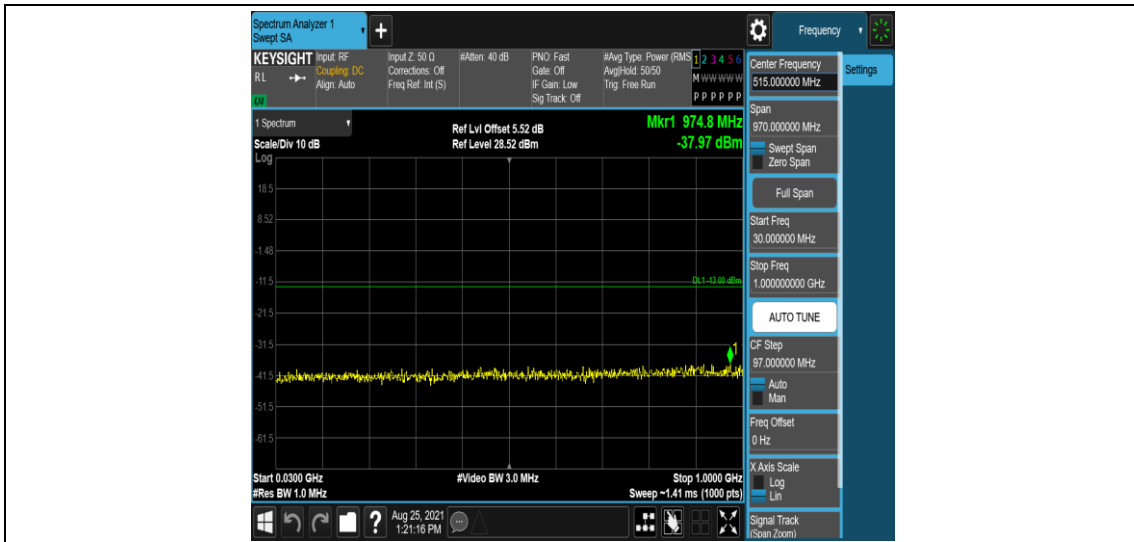 Spectrum Analyzer 1
Swept SA
+
Frequency
KEYSIGHT
RL
LXI
Input: RF
Coupling: DC
Align: Auto
Input Z: 50 Ω
Corrections: Off
Freq Ref: Int (S)
#Atten: 40 dB
PNO: Fast
Gate: Off
IF Gain: Low
Sig Track: Off
#Avg Type: Power (RMS
Avg|Hold: 50/50
Trig: Free Run
1 2 3 4 5 6
M W W W W W
P P P P P P
1 Spectrum
Scale/Div 10 dB
Log
Ref Lvl Offset 5.52 dB
Ref Level 28.52 dBm
Mkr1 974.8 MHz
-37.97 dBm
18.5
8.52
-1.48
-11.5
-21.5
-31.5
-41.5
-51.5
-61.5
DL1 -13.00 dBm
1
Start 0.0300 GHz
#Res BW 1.0 MHz
#Video BW 3.0 MHz
Stop 1.0000 GHz
Sweep ~1.41 ms (1000 pts)
Aug 25, 2021
1:21:16 PM
Center Frequency
515.000000 MHz
Span
970.000000 MHz
Swept Span
Zero Span
Full Span
Start Freq
30.000000 MHz
Stop Freq
1.000000000 GHz
AUTO TUNE
CF Step
97.000000 MHz
Auto
Man
Freq Offset
0 Hz
X Axis Scale
Log
Lin
Signal Track
(Span Zoom)
Settings